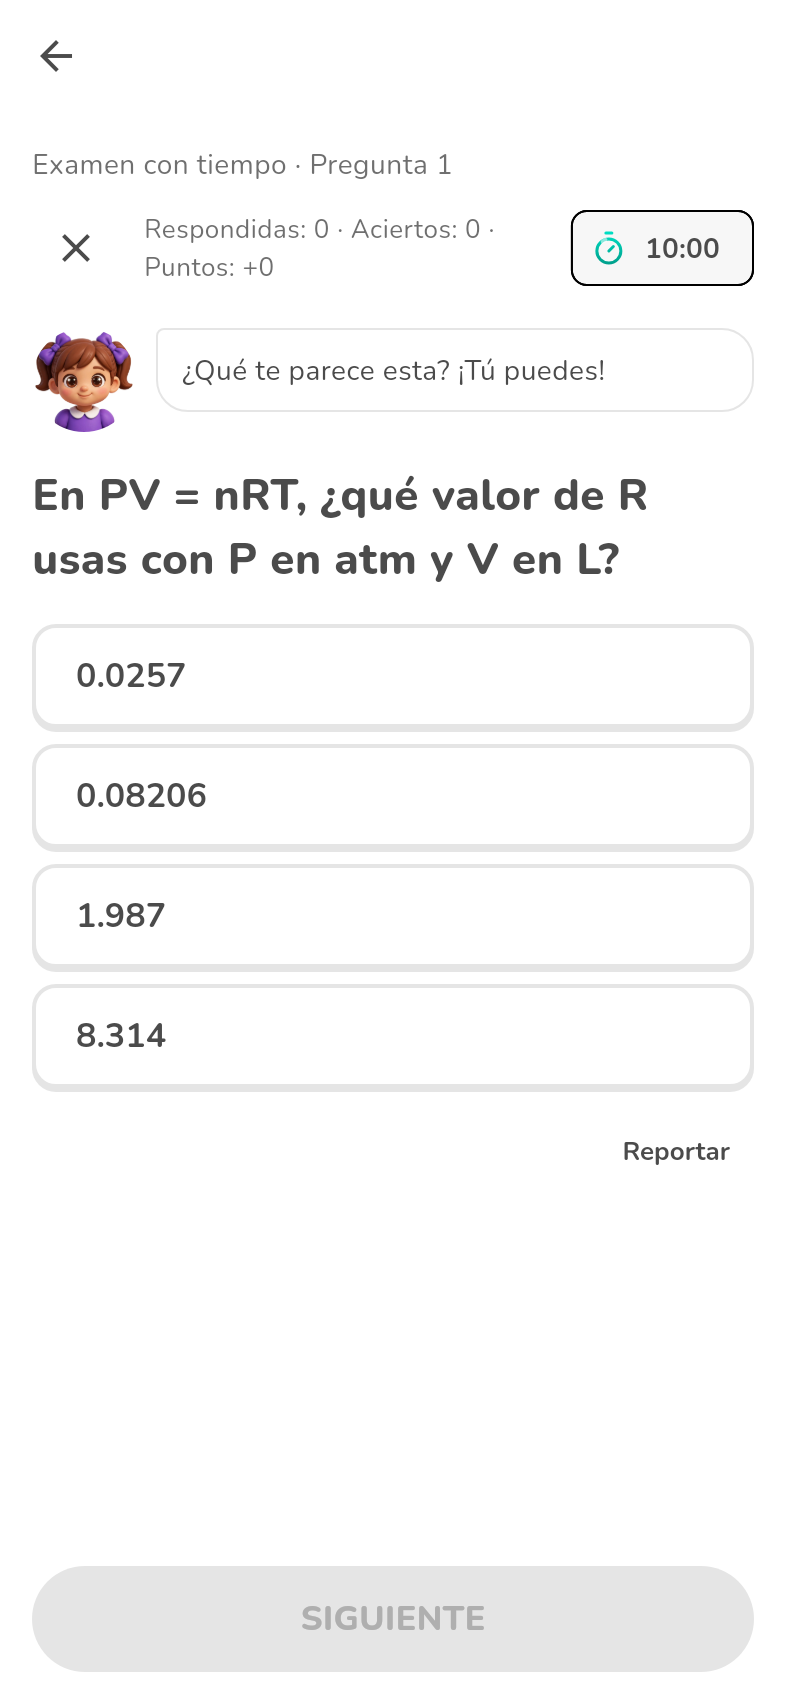 Examen con tiempo · Pregunta 1
Respondidas: 0 · Aciertos: 0 ·
Puntos: +0
10:00
¿Qué te parece esta? ¡Tú puedes!
En PV = nRT, ¿qué valor de R
usas con P en atm y V en L?
0.0257
0.08206
1.987
8.314
Reportar
SIGUIENTE